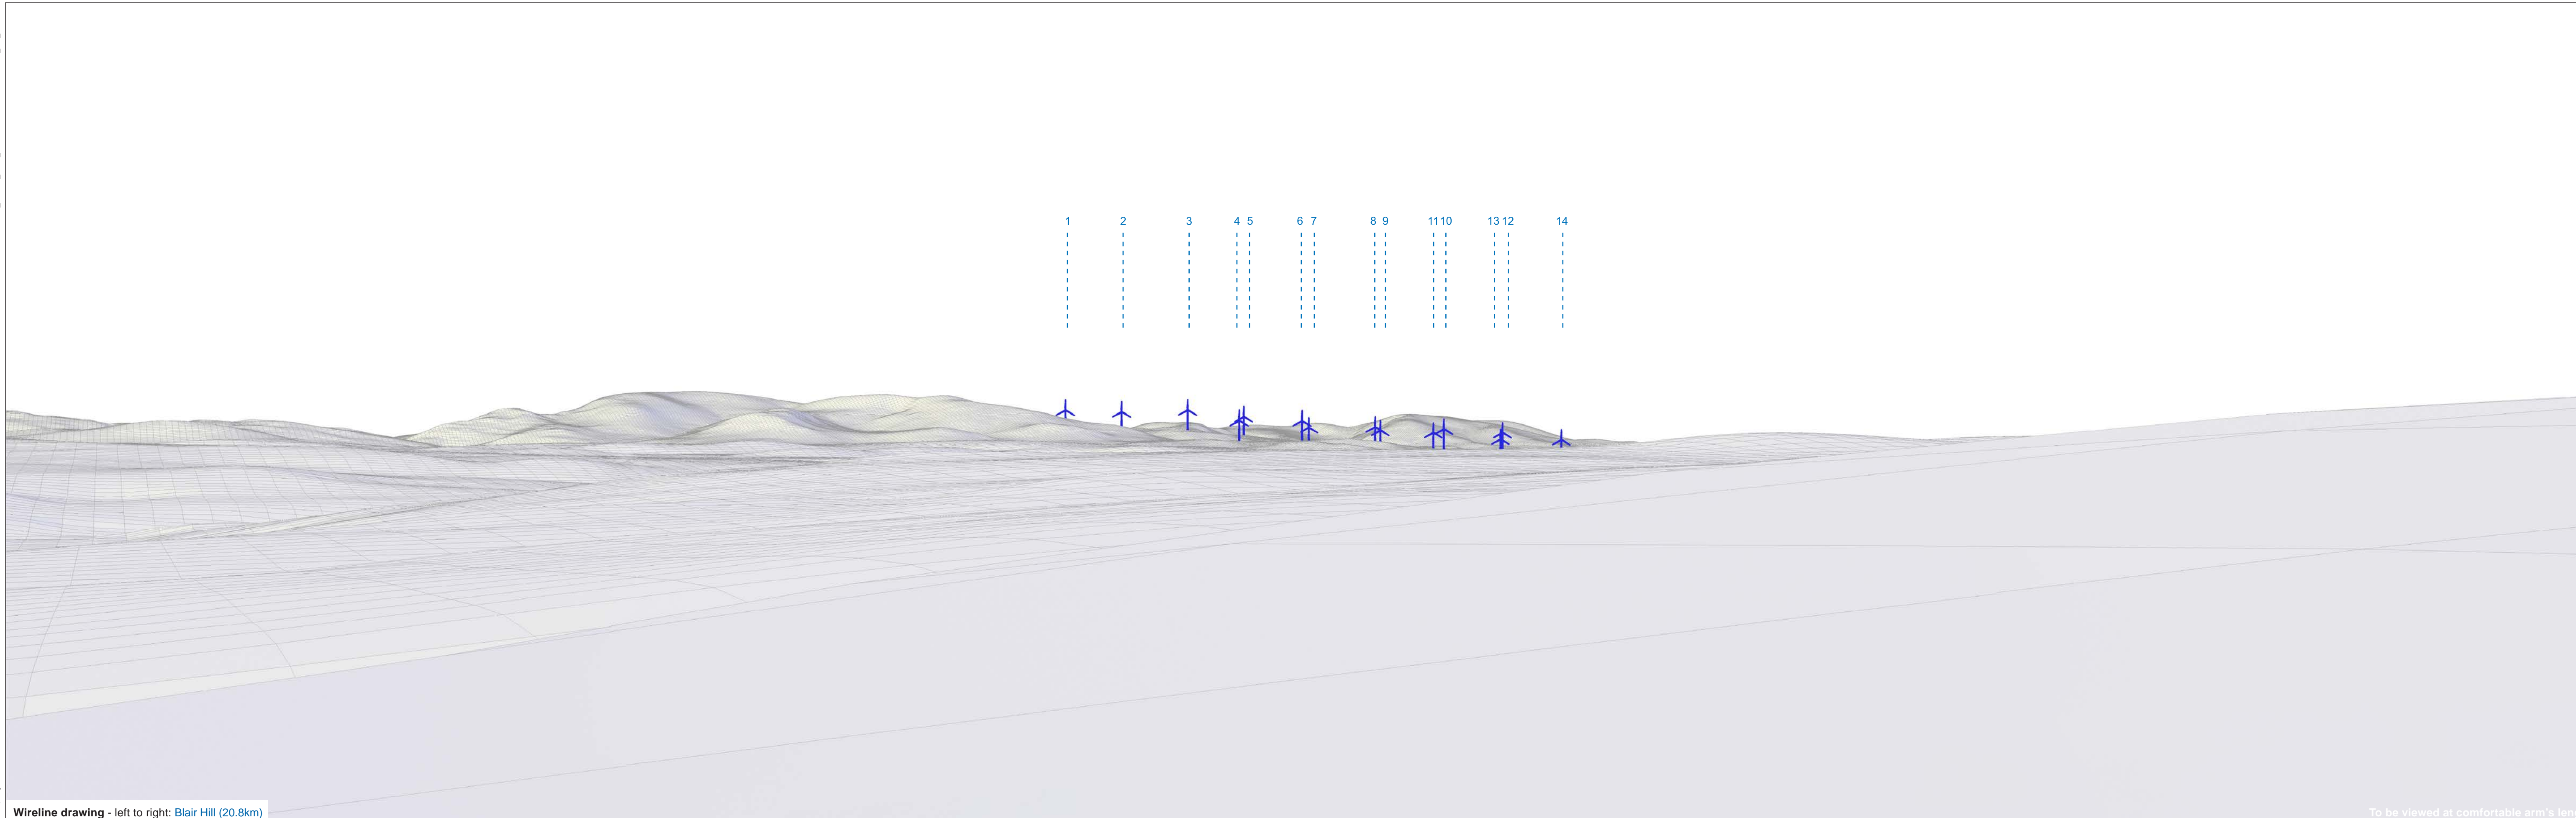 1 2 3 4 5 6 7 8 9 11 10 13 12 14
Wireline drawing - left to right: Blair Hill (20.8km)
To be viewed at comfortable arm's